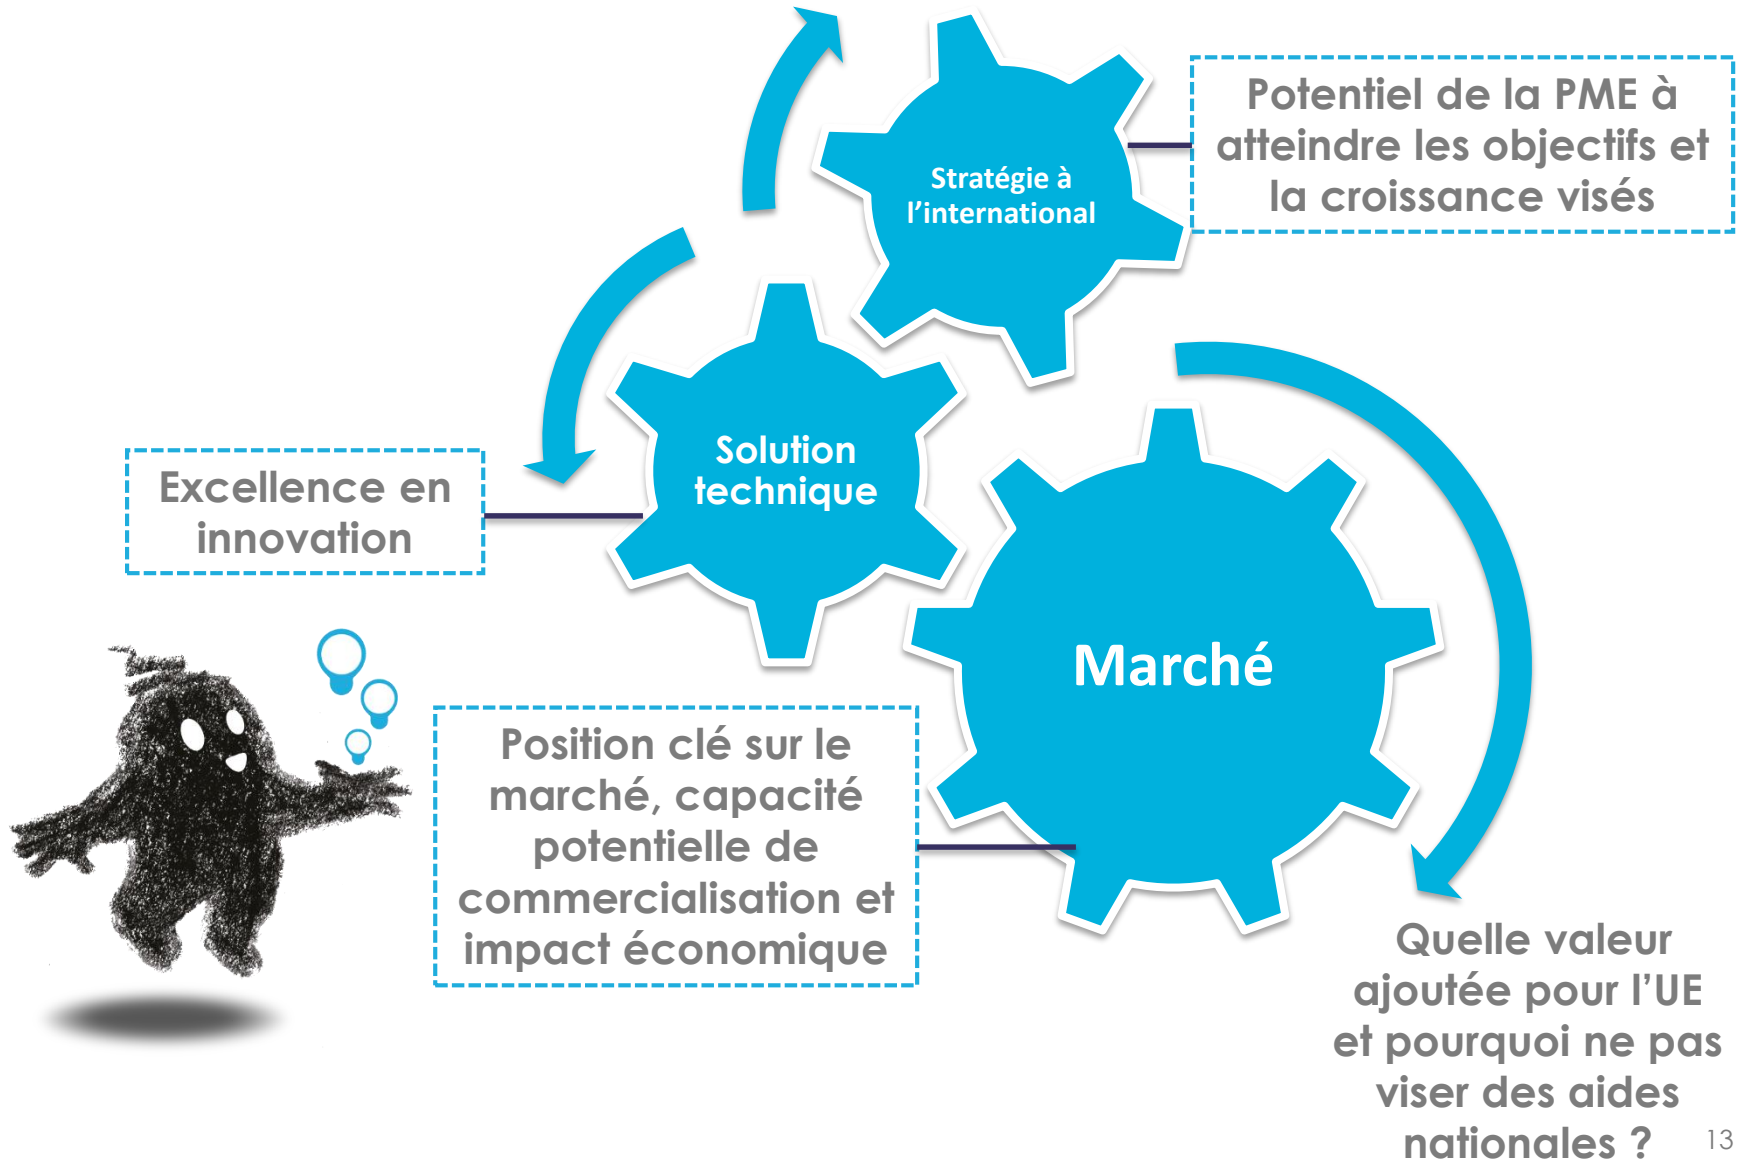 Potentiel de la PME à
atteindre les objectifs et
la croissance visés
Stratégie à
l’international
Solution
technique
Excellence en
innovation
Marché
Position clé sur le
marché, capacité
potentielle de
commercialisation et
impact économique
Quelle valeur
ajoutée pour l’UE
et pourquoi ne pas
viser des aides
nationales ?
13